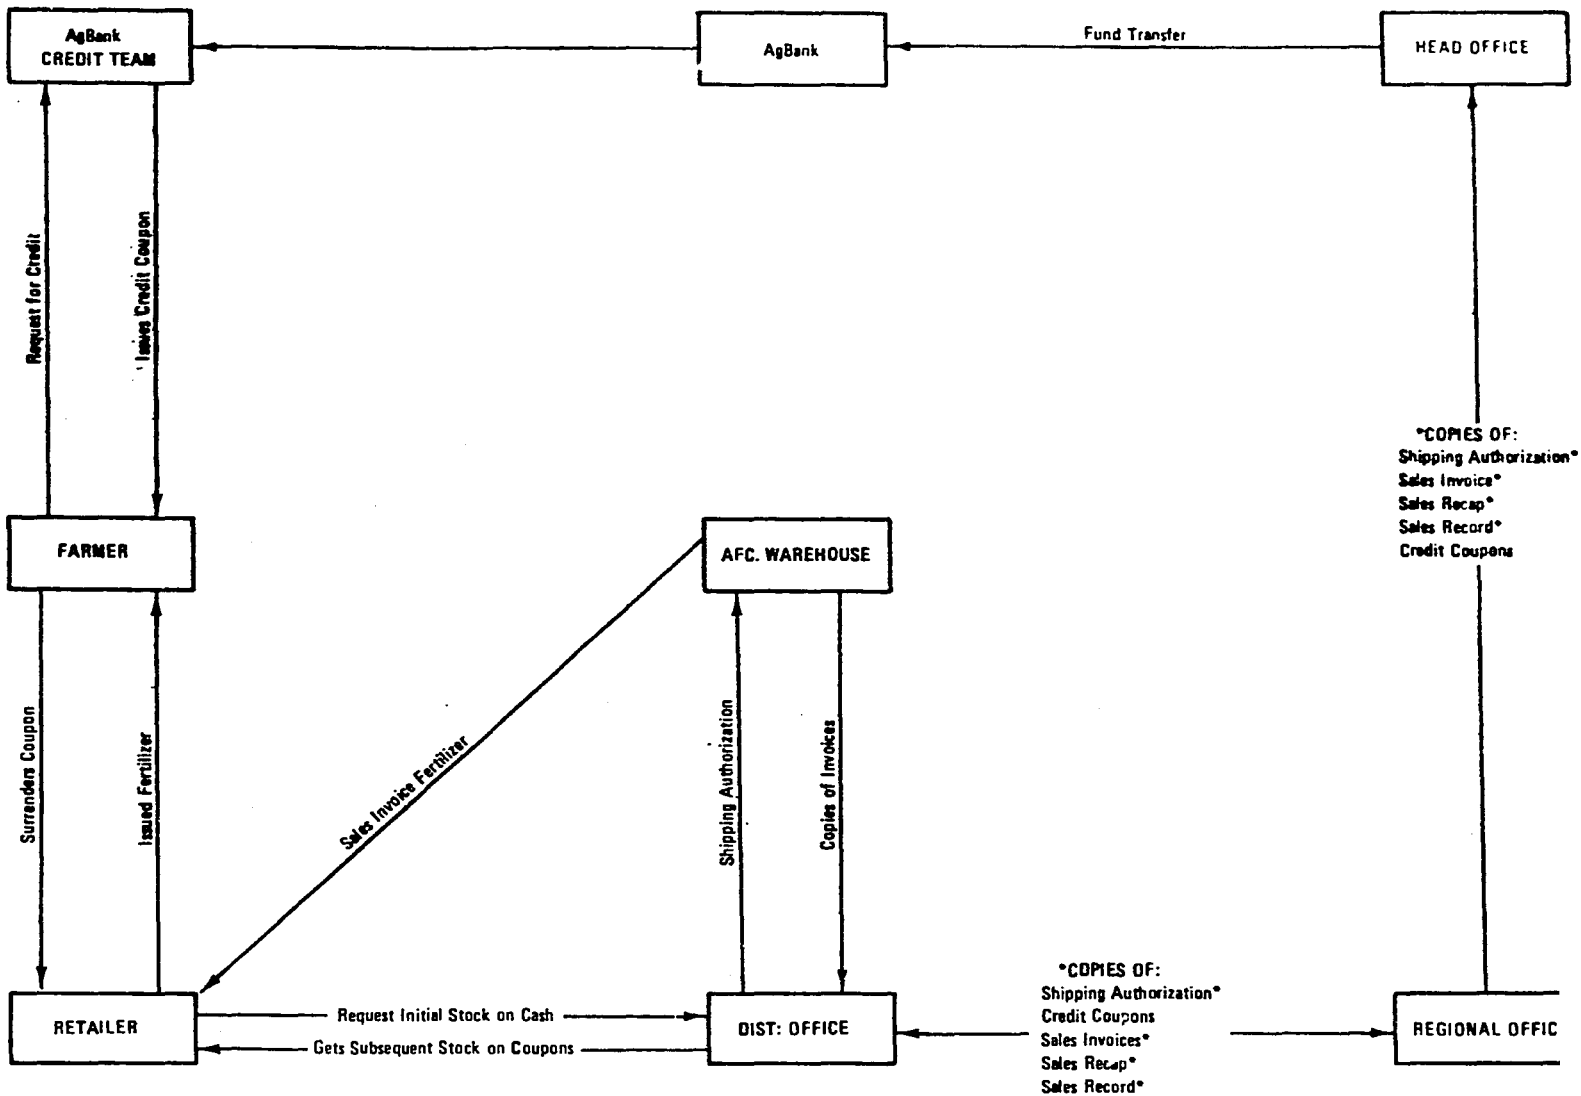 AgBank
CREDIT TEAM
AgBank
Fund Transfer
HEAD OFFICE
Request for Credit
Issues Credit Coupon
*COPIES OF:
Shipping Authorization*
Sales Invoice*
Sales Recap*
Sales Record*
Credit Coupons
FARMER
AFC. WAREHOUSE
Surrenders Coupon
Issued Fertilizer
Sales Invoice Fertilizer
Shipping Authorization
Copies of Invoices
*COPIES OF:
Shipping Authorization*
Credit Coupons
Sales Invoices*
Sales Recap*
Sales Record*
RETAILER
Request Initial Stock on Cash
Gets Subsequent Stock on Coupons
DIST: OFFICE
REGIONAL OFFIC